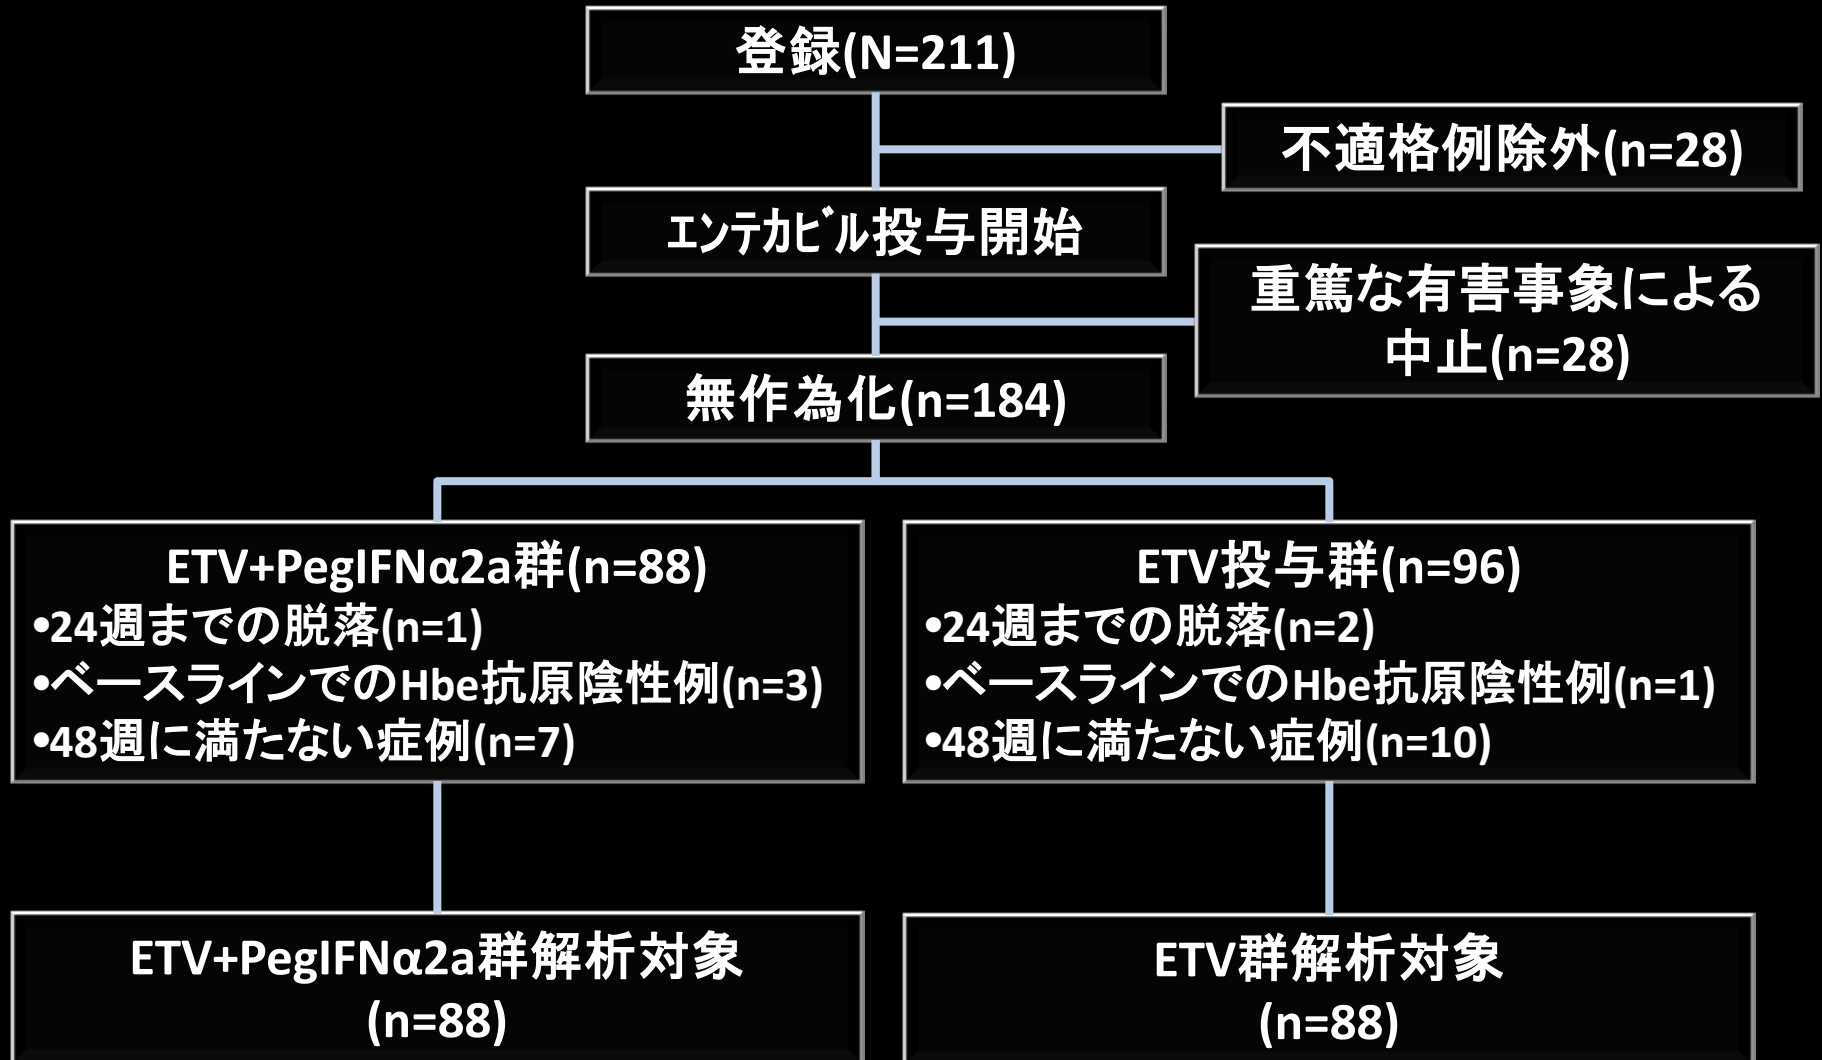 登録(N=211)
不適格例除外(n=28)
ｴﾝﾃｶﾋﾞﾙ投与開始
重篤な有害事象による
中止(n=28)
無作為化(n=184)
ETV+PegIFNα2a群(n=88)
•24週までの脱落(n=1)
•ベースラインでのHbe抗原陰性例(n=3)
•48週に満たない症例(n=7)
ETV投与群(n=96)
•24週までの脱落(n=2)
•ベースラインでのHbe抗原陰性例(n=1)
•48週に満たない症例(n=10)
ETV+PegIFNα2a群解析対象
(n=88)
ETV群解析対象
(n=88)